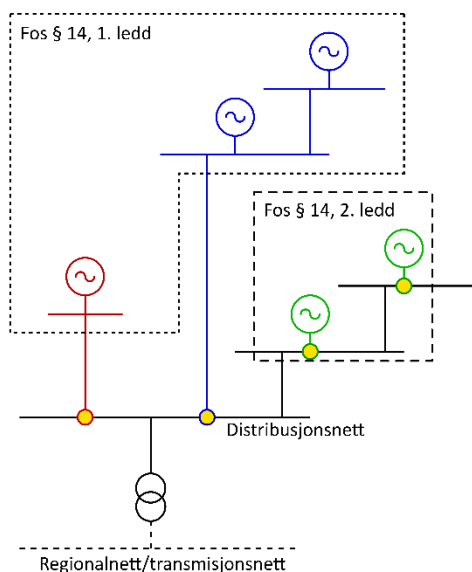 Fos § 14, 1. ledd
Fos § 14, 2. ledd
Distribusjonsnett
Regionalnett/transmisjonsnett